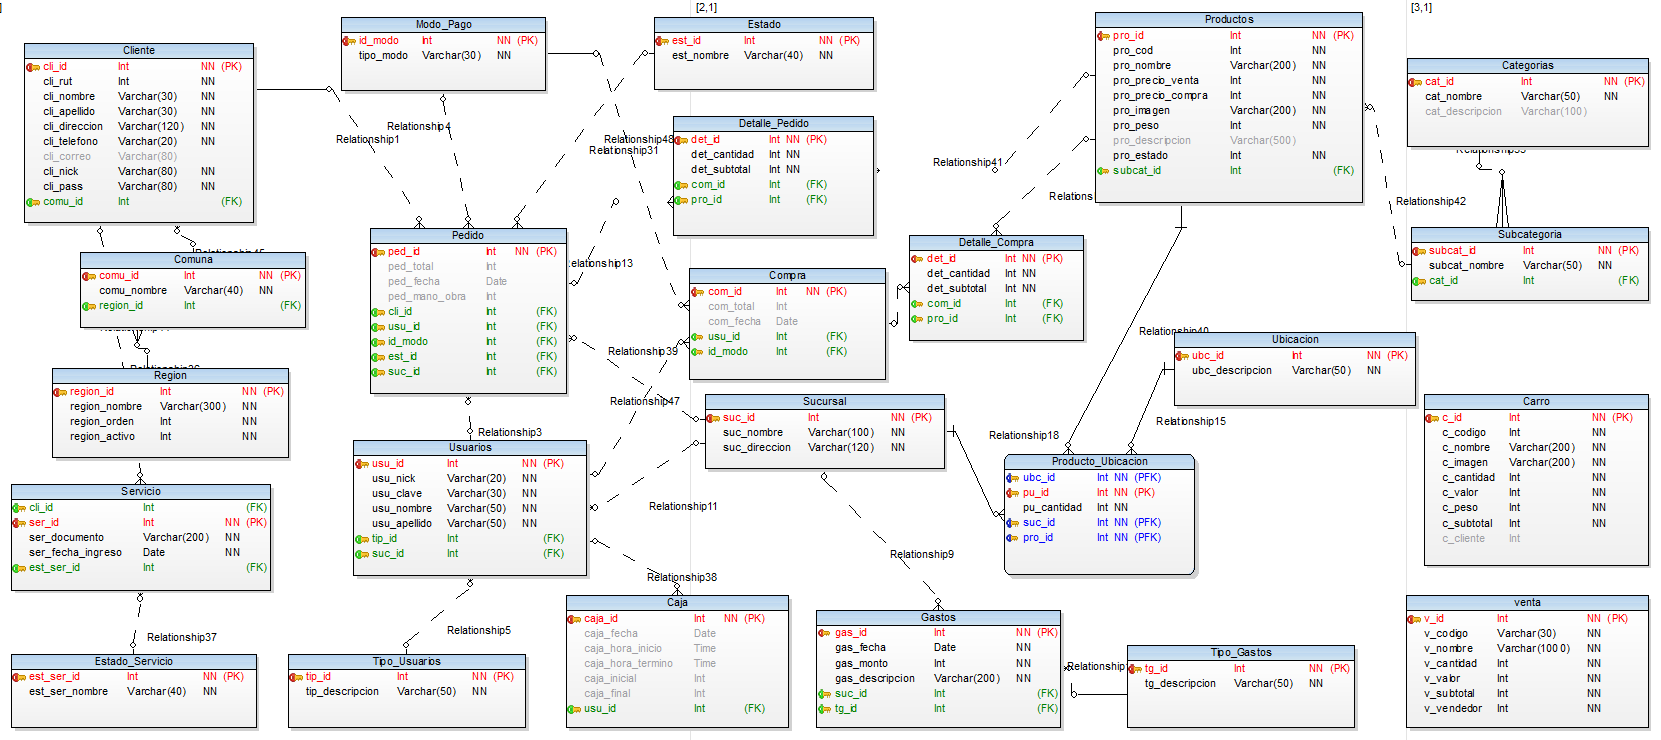 ]
[2,1]
[3,1]
Cliente
cli_id Int NN (PK)
cli_rut Int NN
cli_nombre Varchar(30) NN
cli_apellido Varchar(30) NN
cli_direccion Varchar(120) NN
cli_telefono Varchar(20) NN
cli_correo Varchar(80)
cli_nick Varchar(80) NN
cli_pass Varchar(80) NN
comu_id Int (FK)
Modo_Pago
id_modo Int NN (PK)
tipo_modo Varchar(30) NN
Estado
est_id Int NN (PK)
est_nombre Varchar(40) NN
Productos
pro_id Int NN (PK)
pro_cod Int NN
pro_nombre Varchar(200) NN
pro_precio_venta Int NN
pro_precio_compra Int NN
pro_imagen Varchar(200) NN
pro_peso Int NN
pro_descripcion Varchar(500)
pro_estado Int NN
subcat_id Int (FK)
Categorias
cat_id Int NN (PK)
cat_nombre Varchar(50) NN
cat_descripcion Varchar(100)
Relationship1
Relationship4
Relationship48
Relationship31
Detalle_Pedido
det_id Int NN (PK)
det_cantidad Int NN
det_subtotal Int NN
com_id Int (FK)
pro_id Int (FK)
Relationship41
Relations
Relationship42
Subcategoria
subcat_id Int NN (PK)
subcat_nombre Varchar(50) NN
cat_id Int (FK)
Comuna
comu_id Int NN (PK)
comu_nombre Varchar(40) NN
region_id Int (FK)
Pedido
ped_id Int NN (PK)
ped_total Int
ped_fecha Date
ped_mano_obra Int
cli_id Int (FK)
usu_id Int (FK)
id_modo Int (FK)
est_id Int (FK)
suc_id Int (FK)
elationship13
Compra
com_id Int NN (PK)
com_total Int
com_fecha Date
usu_id Int (FK)
id_modo Int (FK)
Detalle_Compra
det_id Int NN (PK)
det_cantidad Int NN
det_subtotal Int NN
com_id Int (FK)
pro_id Int (FK)
Relationship40
Ubicacion
ubc_id Int NN (PK)
ubc_descripcion Varchar(50) NN
Relationship39
Relationship47
Region
region_id Int NN (PK)
region_nombre Varchar(300) NN
region_orden Int NN
region_activo Int NN
Relationship3
Sucursal
suc_id Int NN (PK)
suc_nombre Varchar(100) NN
suc_direccion Varchar(120) NN
Relationship18
Relationship15
Carro
c_id Int NN (PK)
c_codigo Int NN
c_nombre Varchar(200) NN
c_imagen Varchar(200) NN
c_cantidad Int NN
c_valor Int NN
c_peso Int NN
c_subtotal Int NN
c_cliente Int
Usuarios
usu_id Int NN (PK)
usu_nick Varchar(20) NN
usu_clave Varchar(30) NN
usu_nombre Varchar(50) NN
usu_apellido Varchar(50) NN
tip_id Int (FK)
suc_id Int (FK)
Producto_Ubicacion
ubc_id Int NN (PFK)
pu_id Int NN (PK)
pu_cantidad Int NN
suc_id Int NN (PFK)
pro_id Int NN (PFK)
Servicio
cli_id Int (FK)
ser_id Int NN (PK)
ser_documento Varchar(200) NN
ser_fecha_ingreso Date NN
est_ser_id Int (FK)
Relationship11
Relationship9
Relationship38
Relationship37
Relationship5
Estado_Servicio
est_ser_id Int NN (PK)
est_ser_nombre Varchar(40) NN
Tipo_Usuarios
tip_id Int NN (PK)
tip_descripcion Varchar(50) NN
Caja
caja_id Int NN (PK)
caja_fecha Date
caja_hora_inicio Time
caja_hora_termino Time
caja_inicial Int
caja_final Int
usu_id Int (FK)
Gastos
gas_id Int NN (PK)
gas_fecha Date NN
gas_monto Int NN
gas_descripcion Varchar(200) NN
suc_id Int (FK)
tg_id Int (FK)
Relationship
Tipo_Gastos
tg_id Int NN (PK)
tg_descripcion Varchar(50) NN
venta
v_id Int NN (PK)
v_codigo Varchar(30) NN
v_nombre Varchar(1000) NN
v_cantidad Int NN
v_valor Int NN
v_subtotal Int NN
v_vendedor Int NN